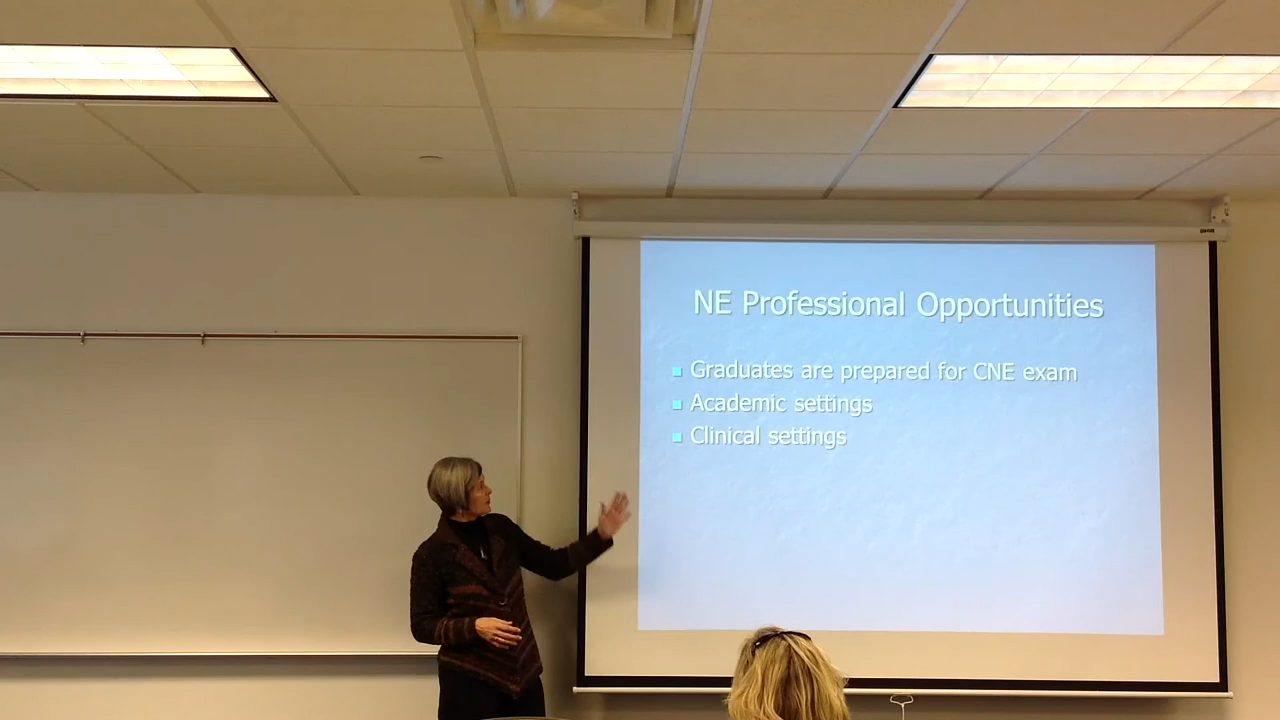 NE Professional Opportunities
Graduates are prepared for CNE exam
Academic settings
Clinical settings